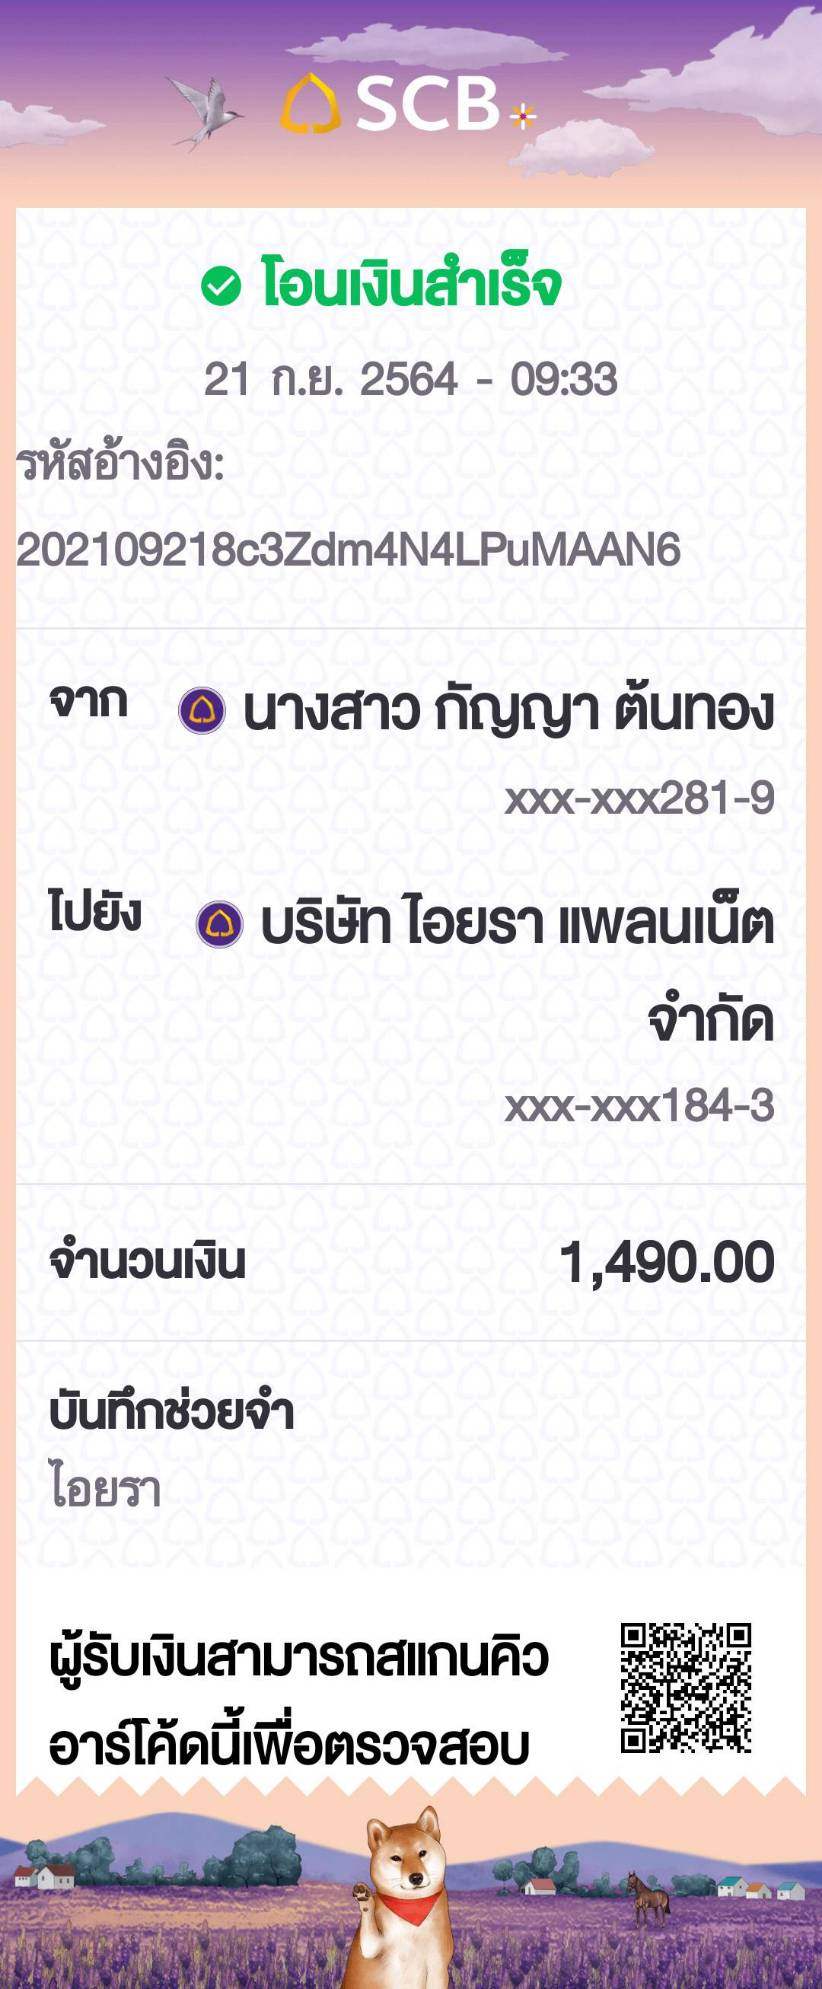 SCB
โอนเงินสำเร็จ
21 ก.ย. 2564 - 09:33
รหัสอ้างอิง:
202109218c3Zdm4N4LPuMAAN6
จาก นางสาว กัญญา ต้นทอง
xxx-xxx281-9
ไปยัง บริษัท ไอยรา แพลนเน็ต
จำกัด
xxx-xxx184-3
จำนวนเงิน 1,490.00
บันทึกช่วยจำ
ไอยรา
ผู้รับเงินสามารถสแกนคิว
อาร์โค้ดนี้เพื่อตรวจสอบ